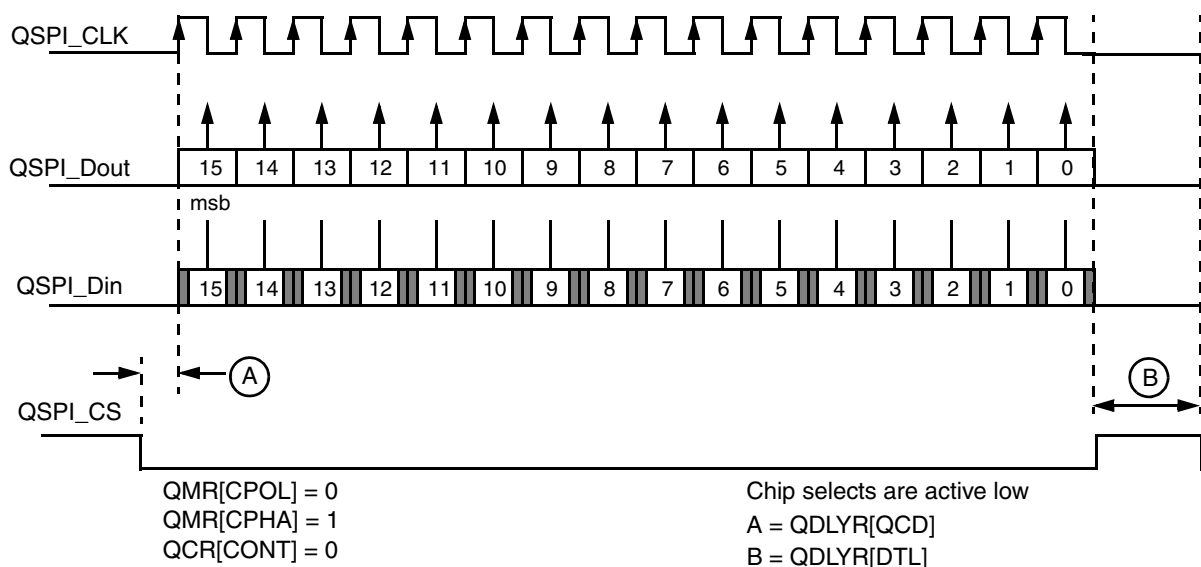 QSPI_CLK
QSPI_Dout
15 14 13 12 11 10 9 8 7 6 5 4 3 2 1 0
msb
QSPI_Din
15 14 13 12 11 10 9 8 7 6 5 4 3 2 1 0
A
B
QSPI_CS
QMR[CPOL] = 0
QMR[CPHA] = 1
QCR[CONT] = 0
Chip selects are active low
A = QDLYR[QCD]
B = QDLYR[DTL]